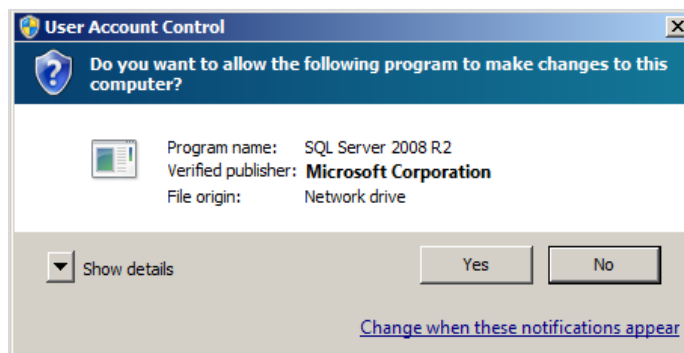 User Account Control
Do you want to allow the following program to make changes to this
computer?
Program name: SQL Server 2008 R2
Verified publisher: Microsoft Corporation
File origin: Network drive
Show details
Yes
No
Change when these notifications appear